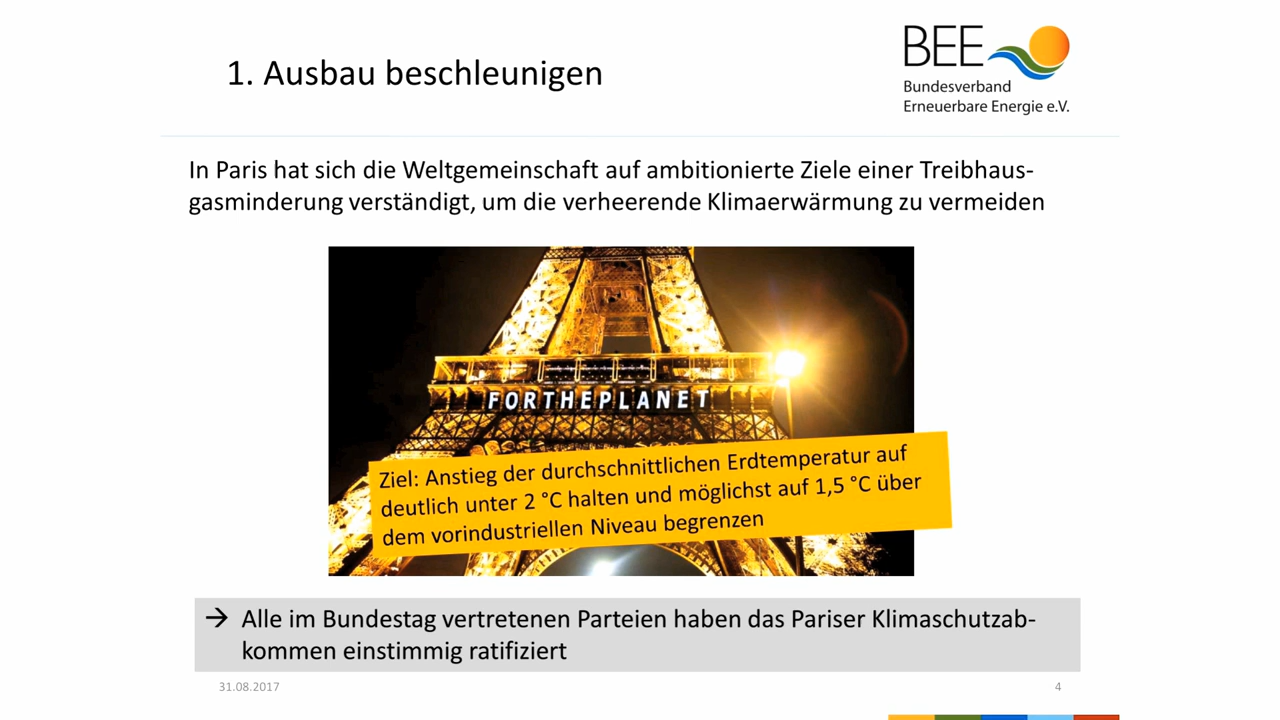 1. Ausbau beschleunigen
BEE
Bundesverband
Erneuerbare Energie e.V.
In Paris hat sich die Weltgemeinschaft auf ambitionierte Ziele einer Treibhaus-
gasminderung verständigt, um die verheerende Klimaerwärmung zu vermeiden
FORTHEPLANET
Ziel: Anstieg der durchschnittlichen Erdtemperatur auf
deutlich unter 2 °C halten und möglichst auf 1,5 °C über
dem vorindustriellen Niveau begrenzen
→ Alle im Bundestag vertretenen Parteien haben das Pariser Klimaschutzab-
kommen einstimmig ratifiziert
31.08.2017
4